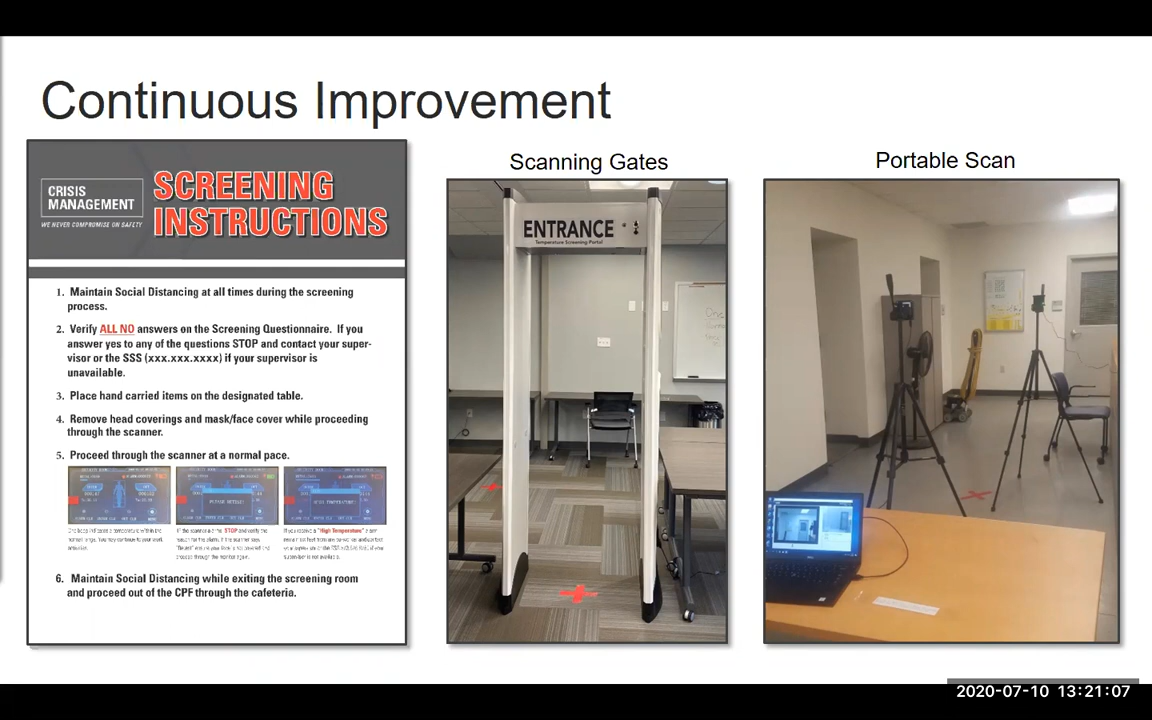 Continuous Improvement
CRISIS
MANAGEMENT
WE NEVER COMPROMISE ON SAFETY
SCREENING
INSTRUCTIONS
1. Maintain Social Distancing at all times during the screening
process.
2. Verify ALL NO answers on the Screening Questionnaire. If you
answer yes to any of the questions STOP and contact your super-
visor or the SSS (xxx.xxx.xxxx) if your supervisor is
unavailable.
3. Place hand carried items on the designated table.
4. Remove head coverings and mask/face cover while proceeding
through the scanner.
5. Proceed through the scanner at a normal pace.
STOP
"High Temperature"
6. Maintain Social Distancing while exiting the screening room
and proceed out of the CPF through the cafeteria.
Scanning Gates
ENTRANCE
Temperature Screening Portal
Portable Scan
2020-07-10 13:21:07